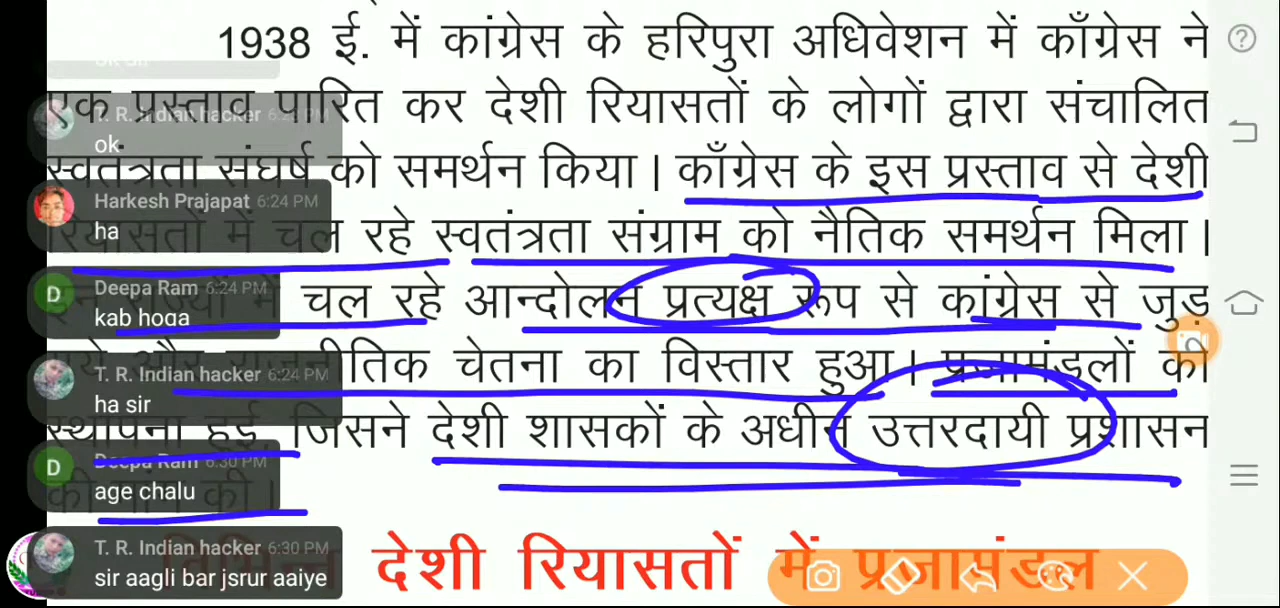 1938 ई. में कांग्रेस के हरिपुरा अधिवेशन में काँग्रेस ने
एक प्रस्ताव पारित कर देशी रियासतों के लोगों द्वारा संचालित
T. R. Indian hacker
ok
स्वतंत्रता संघर्ष को समर्थन किया | काँग्रेस के इस प्रस्ताव से देशी
Harkesh Prajapat 6:24 PM
ha
रियासतों में चल रहे स्वतंत्रता संग्राम को नैतिक समर्थन मिला |
D Deepa Ram 6:24 PM
kab hoga
चल रहे आन्दोलन प्रत्यक्ष रूप से कांग्रेस से जुड़
और राजनीतिक चेतना का विस्तार हुआ | प्रजामंडलों की
T. R. Indian hacker 6:24 PM
ha sir
स्थापना हुई, जिसने देशी शासकों के अधीन उत्तरदायी प्रशासन
D Deepa Ram 6:30 PM
age chalu
की |
T. R. Indian hacker 6:30 PM
sir aagli bar jsrur aaiye
देशी रियासतों में प्रजामंडल